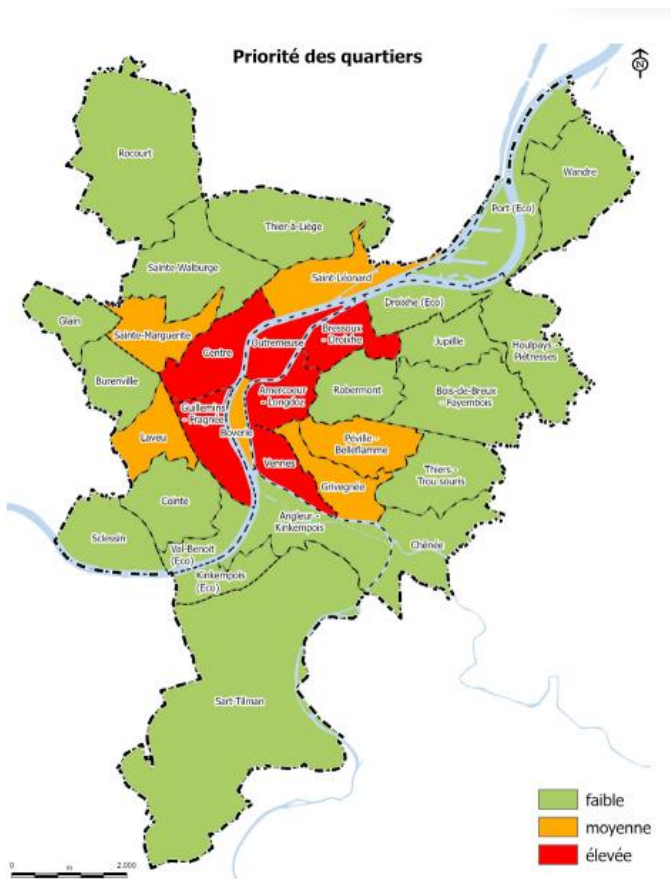 Priorité des quartiers
N
Rocourt
Wandre
Port (Eco)
Thier-à-Liège
Sainte-Walburge
Saint-Léonard
Droixhe (Eco)
Glain
Sainte-Marguerite
Bressoux
- Droixhe
Outremeuse
Centre
Jupille
Houlpays -
Piétresses
Burenville
Amercoeur
- Longdoz
Robermont
Bois-de-Breux
- Fayembois
Guillemins
- Fragnée
Boverie
Laveu
Péville -
Belleflamme
Vennes
Thiers -
Trou souris
Grivegnée
Cointe
Angleur -
Kinkempois
Sclessin
Chênée
Val-Benoit
(Eco)
Kinkempois
(Eco)
Sart-Tilman
faible
moyenne
élevée
0 m 2.000